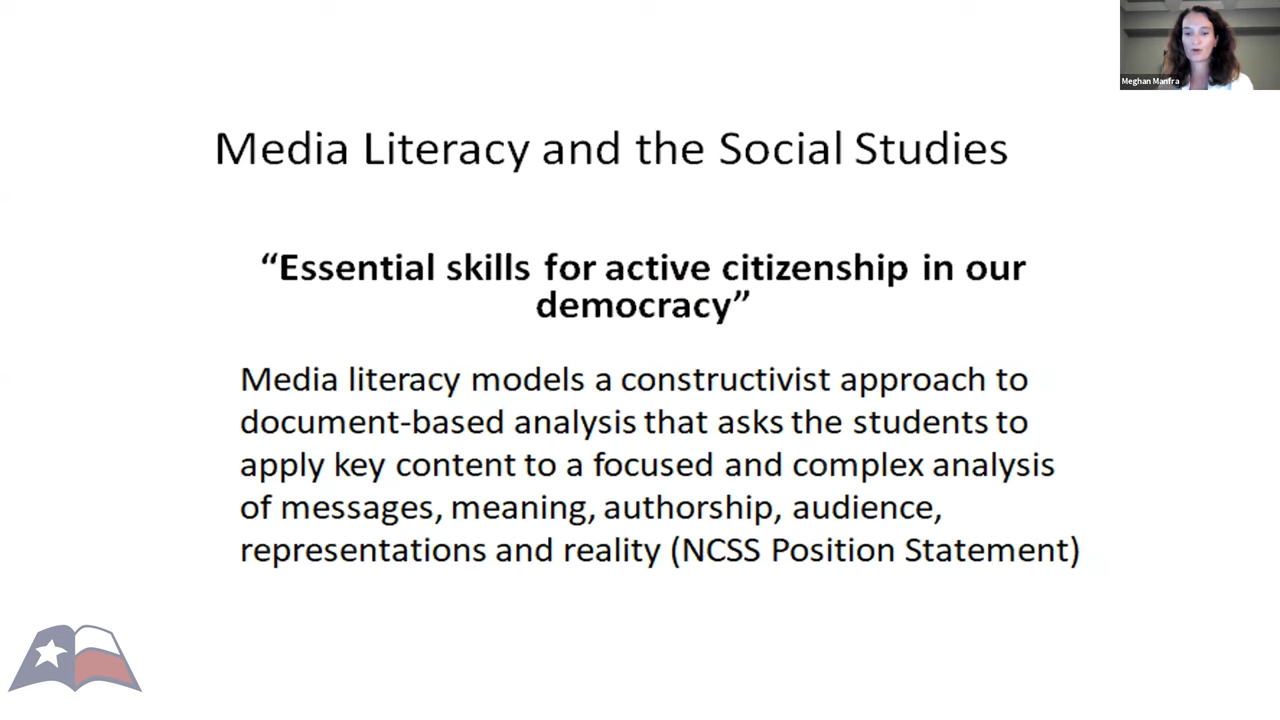 Meghan Manfra
Media Literacy and the Social Studies
“Essential skills for active citizenship in our
democracy”
Media literacy models a constructivist approach to
document-based analysis that asks the students to
apply key content to a focused and complex analysis
of messages, meaning, authorship, audience,
representations and reality (NCSS Position Statement)